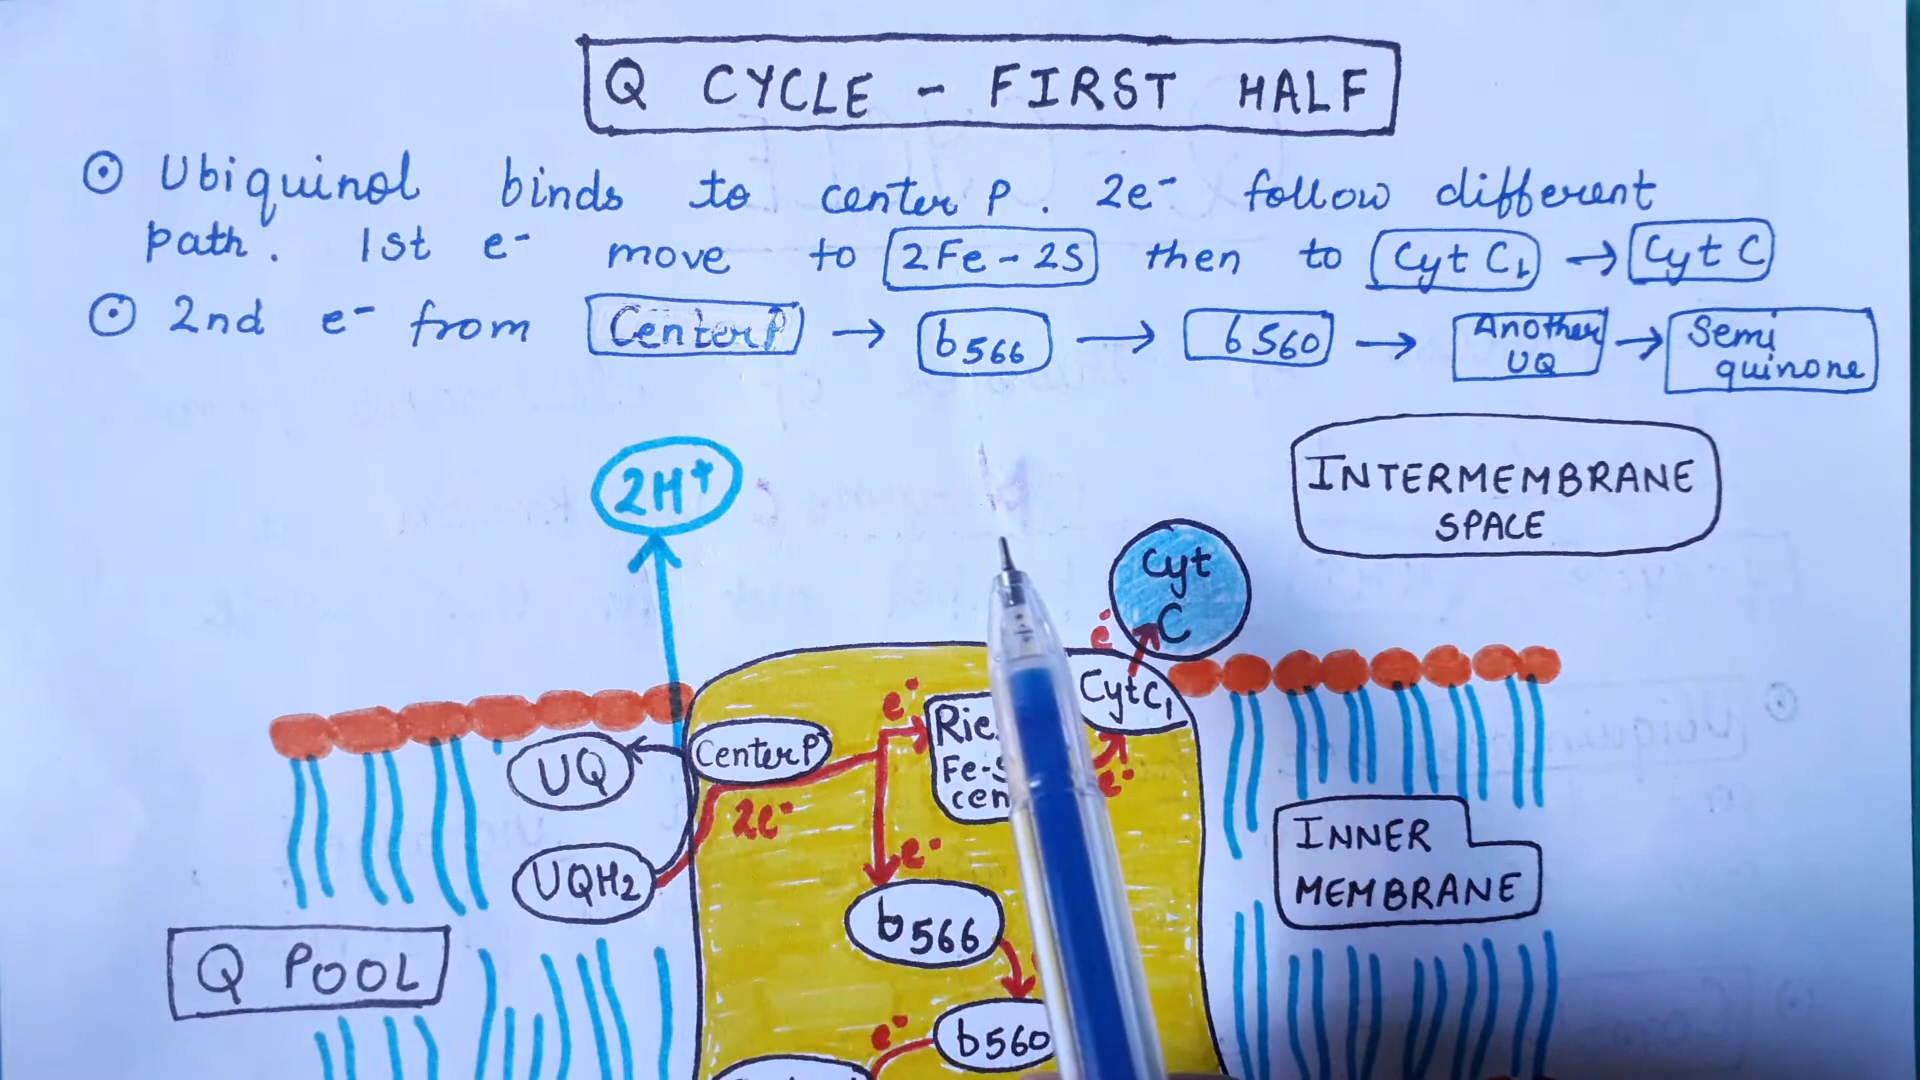 Q CYCLE - FIRST HALF
⊙ Ubiquinol binds to center P. 2e⁻ follow different
path. 1st e⁻ move to 2Fe-2S then to Cyt C₁ → Cyt C
⊙ 2nd e⁻ from Center P → b566 → b560 → Another UQ → Semi quinone
2H⁺
INTERMEMBRANE
SPACE
Cyt
C
e⁻
Cyt C₁
e⁻
Center P
UQ
Fe-S
e⁻
2e⁻
INNER
MEMBRANE
e⁻
UQH₂
b566
Q POOL
e⁻
b560